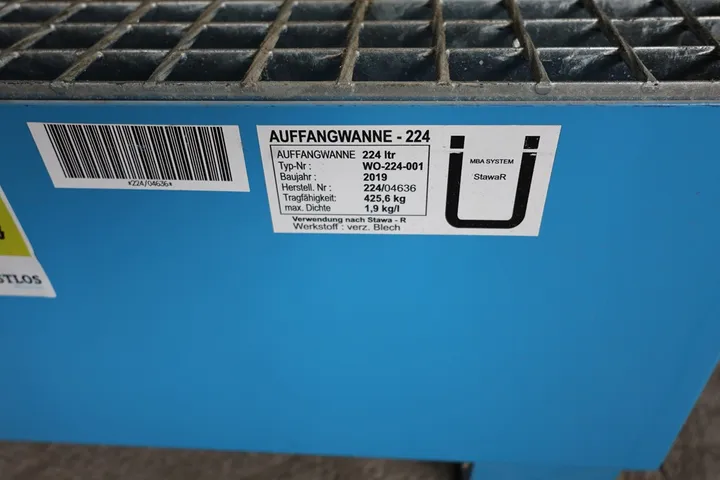 *224/04636*
AUFFANGWANNE - 224
AUFFANGWANNE 224 ltr
Typ-Nr : WO-224-001
Baujahr : 2019
Herstell. Nr : 224/04636
Tragfähigkeit: 425,6 kg
max. Dichte 1,9 kg/l
Verwendung nach Stawa - R
Werkstoff : verz. Blech
MBA SYSTEM
StawaR